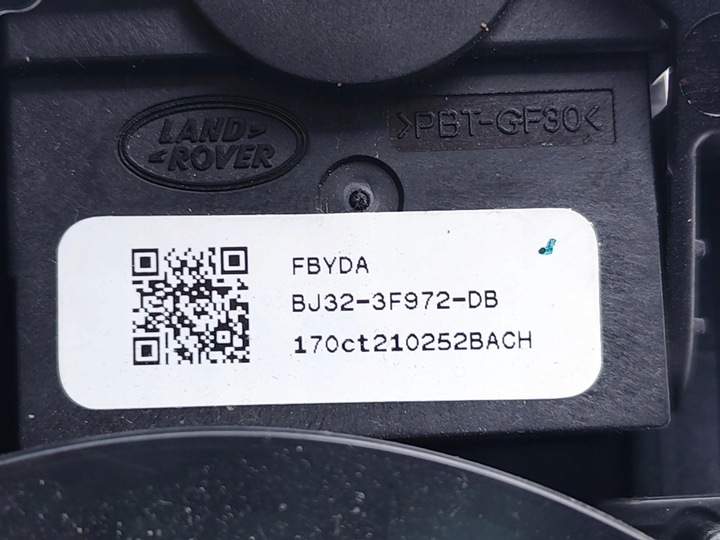 LAND-
-ROVER
>PBT-GF30<
FBYDA
BJ32-3F972-DB
170ct210252BACH